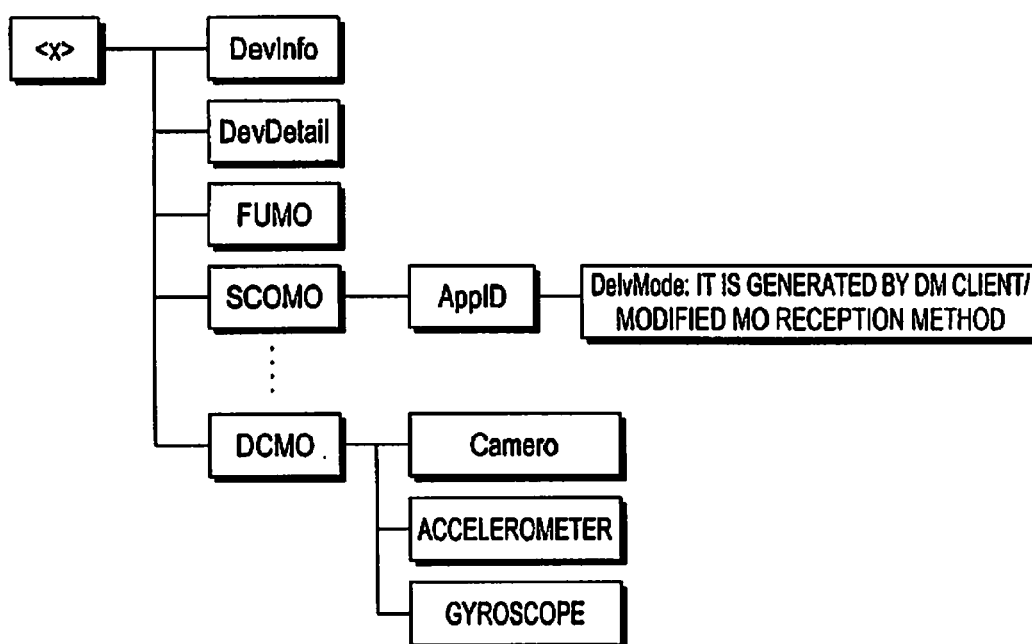 <x>
DevInfo
DevDetail
FUMO
SCOMO
AppID
DelvMode: IT IS GENERATED BY DM CLIENT/
MODIFIED MO RECEPTION METHOD
DCMO
Camero
ACCELEROMETER
GYROSCOPE